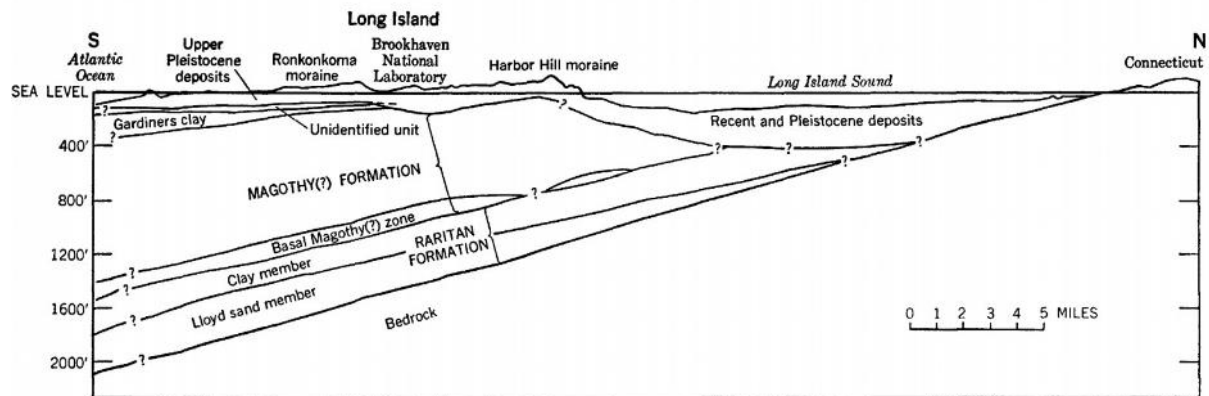 Long Island
S
Atlantic
Ocean
Upper
Pleistocene
deposits
Ronkonkoma
moraine
Brookhaven
National
Laboratory
Harbor Hill moraine
Long Island Sound
N
Connecticut
SEA LEVEL
?
?
Gardiners clay
Unidentified unit
Recent and Pleistocene deposits
?
400'
?
?
?
?
MAGOTHY(?) FORMATION
800'
?
Basal Magothy(?) zone
1200'
RARITAN
FORMATION
?
?
Clay member
1600'
Lloyd sand member
?
Bedrock
0 1 2 3 4 5 MILES
2000'
?